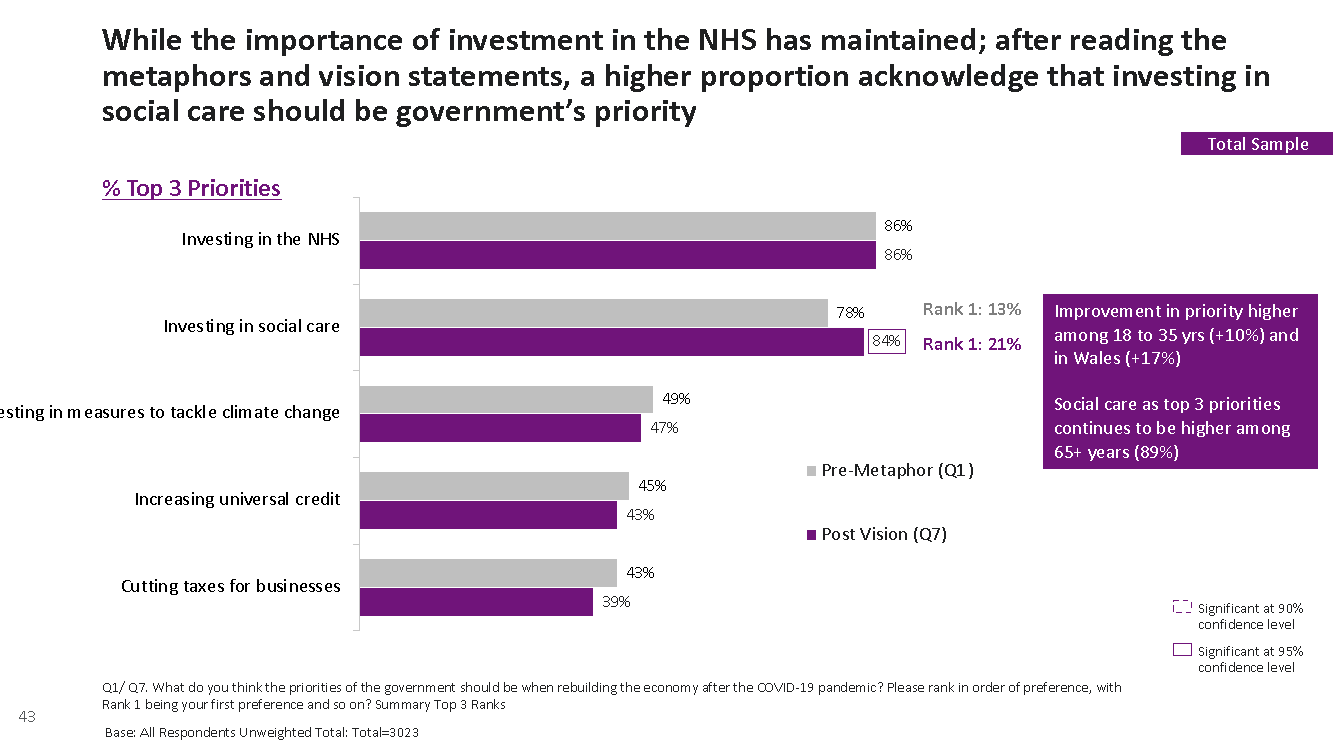 While the importance of investment in the NHS has maintained; after reading the
metaphors and vision statements, a higher proportion acknowledge that investing in
social care should be government's priority
Total Sample
% Top 3 Priorities
Investing in the NHS
86%
86%
Investing in social care
78%
84%
Rank 1: 13%
Rank 1: 21%
Improvement in priority higher
among 18 to 35 yrs (+10%) and
in Wales (+17%)
Social care as top 3 priorities
continues to be higher among
65+ years (89%)
esting in measures to tackle climate change
49%
47%
Increasing universal credit
45%
43%
Cutting taxes for businesses
43%
39%
Pre-Metaphor (Q1)
Post Vision (Q7)
Significant at 90%
confidence level
Significant at 95%
confidence level
Q1/ Q7. What do you think the priorities of the government should be when rebuilding the economy after the COVID-19 pandemic? Please rank in order of preference, with
Rank 1 being your first preference and so on? Summary Top 3 Ranks
43
Base: All Respondents Unweighted Total: Total=3023